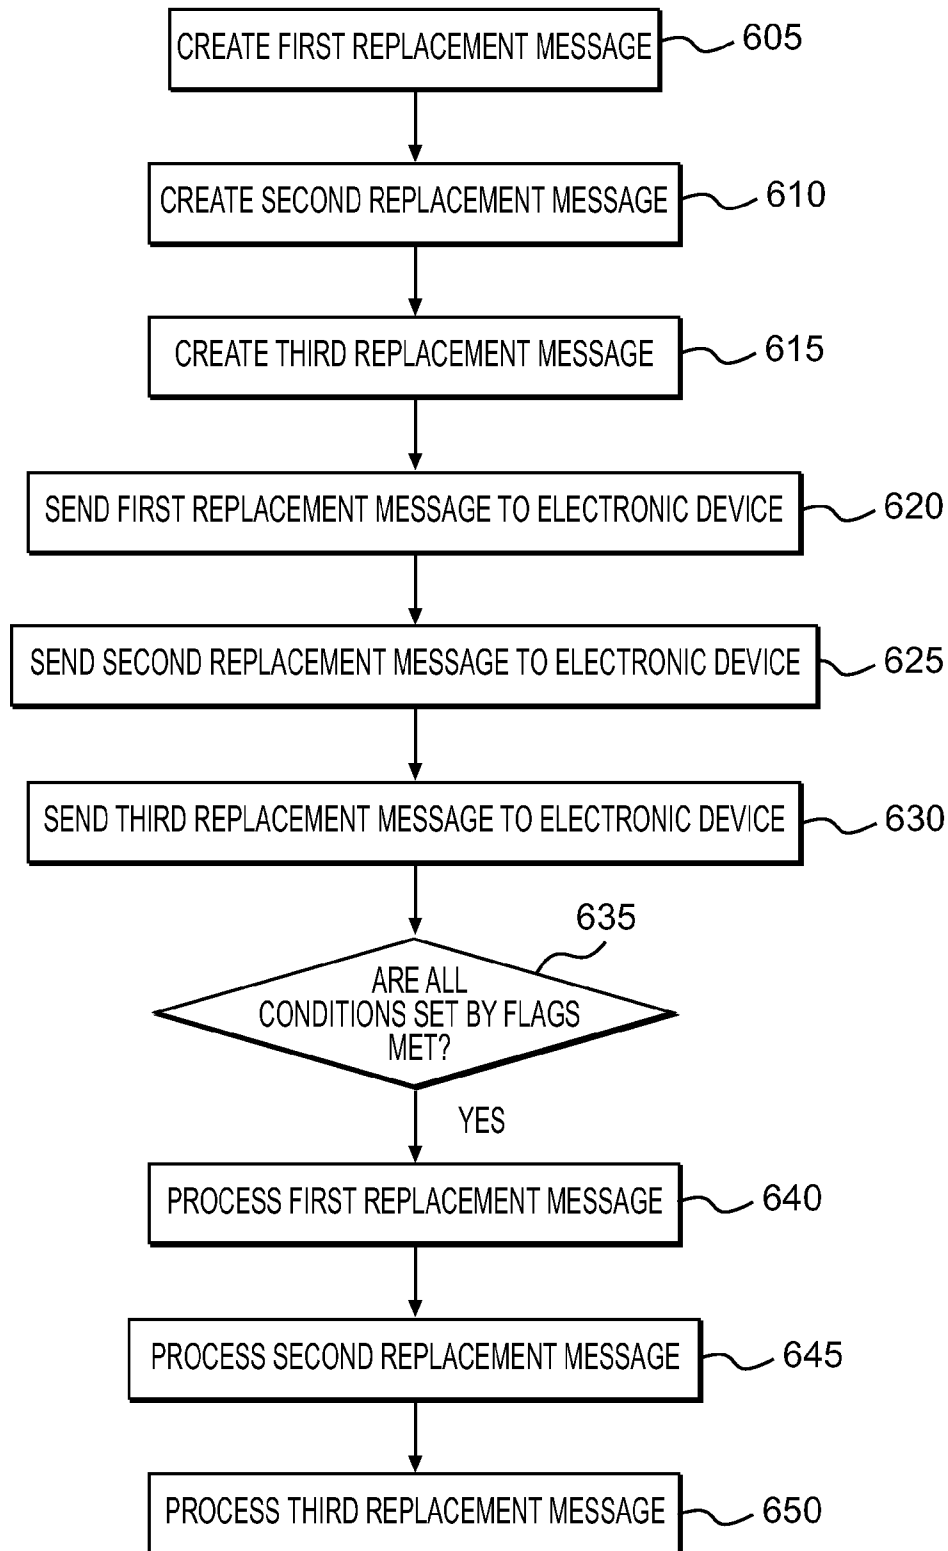 CREATE FIRST REPLACEMENT MESSAGE
605
CREATE SECOND REPLACEMENT MESSAGE
610
CREATE THIRD REPLACEMENT MESSAGE
615
SEND FIRST REPLACEMENT MESSAGE TO ELECTRONIC DEVICE
620
SEND SECOND REPLACEMENT MESSAGE TO ELECTRONIC DEVICE
625
SEND THIRD REPLACEMENT MESSAGE TO ELECTRONIC DEVICE
630
635
ARE ALL
CONDITIONS SET BY FLAGS
MET?
YES
PROCESS FIRST REPLACEMENT MESSAGE
640
PROCESS SECOND REPLACEMENT MESSAGE
645
PROCESS THIRD REPLACEMENT MESSAGE
650